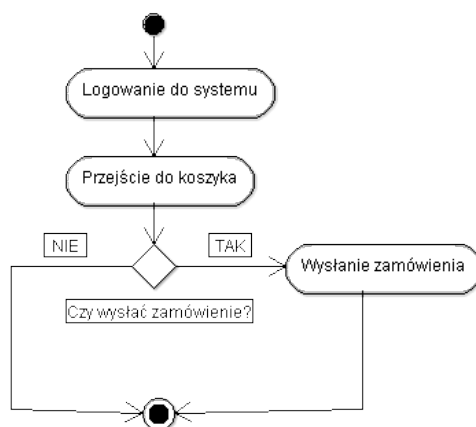 Logowanie do systemu
Przejście do koszyka
NIE
TAK
Wysłanie zamówienia
Czy wysłać zamówienie?